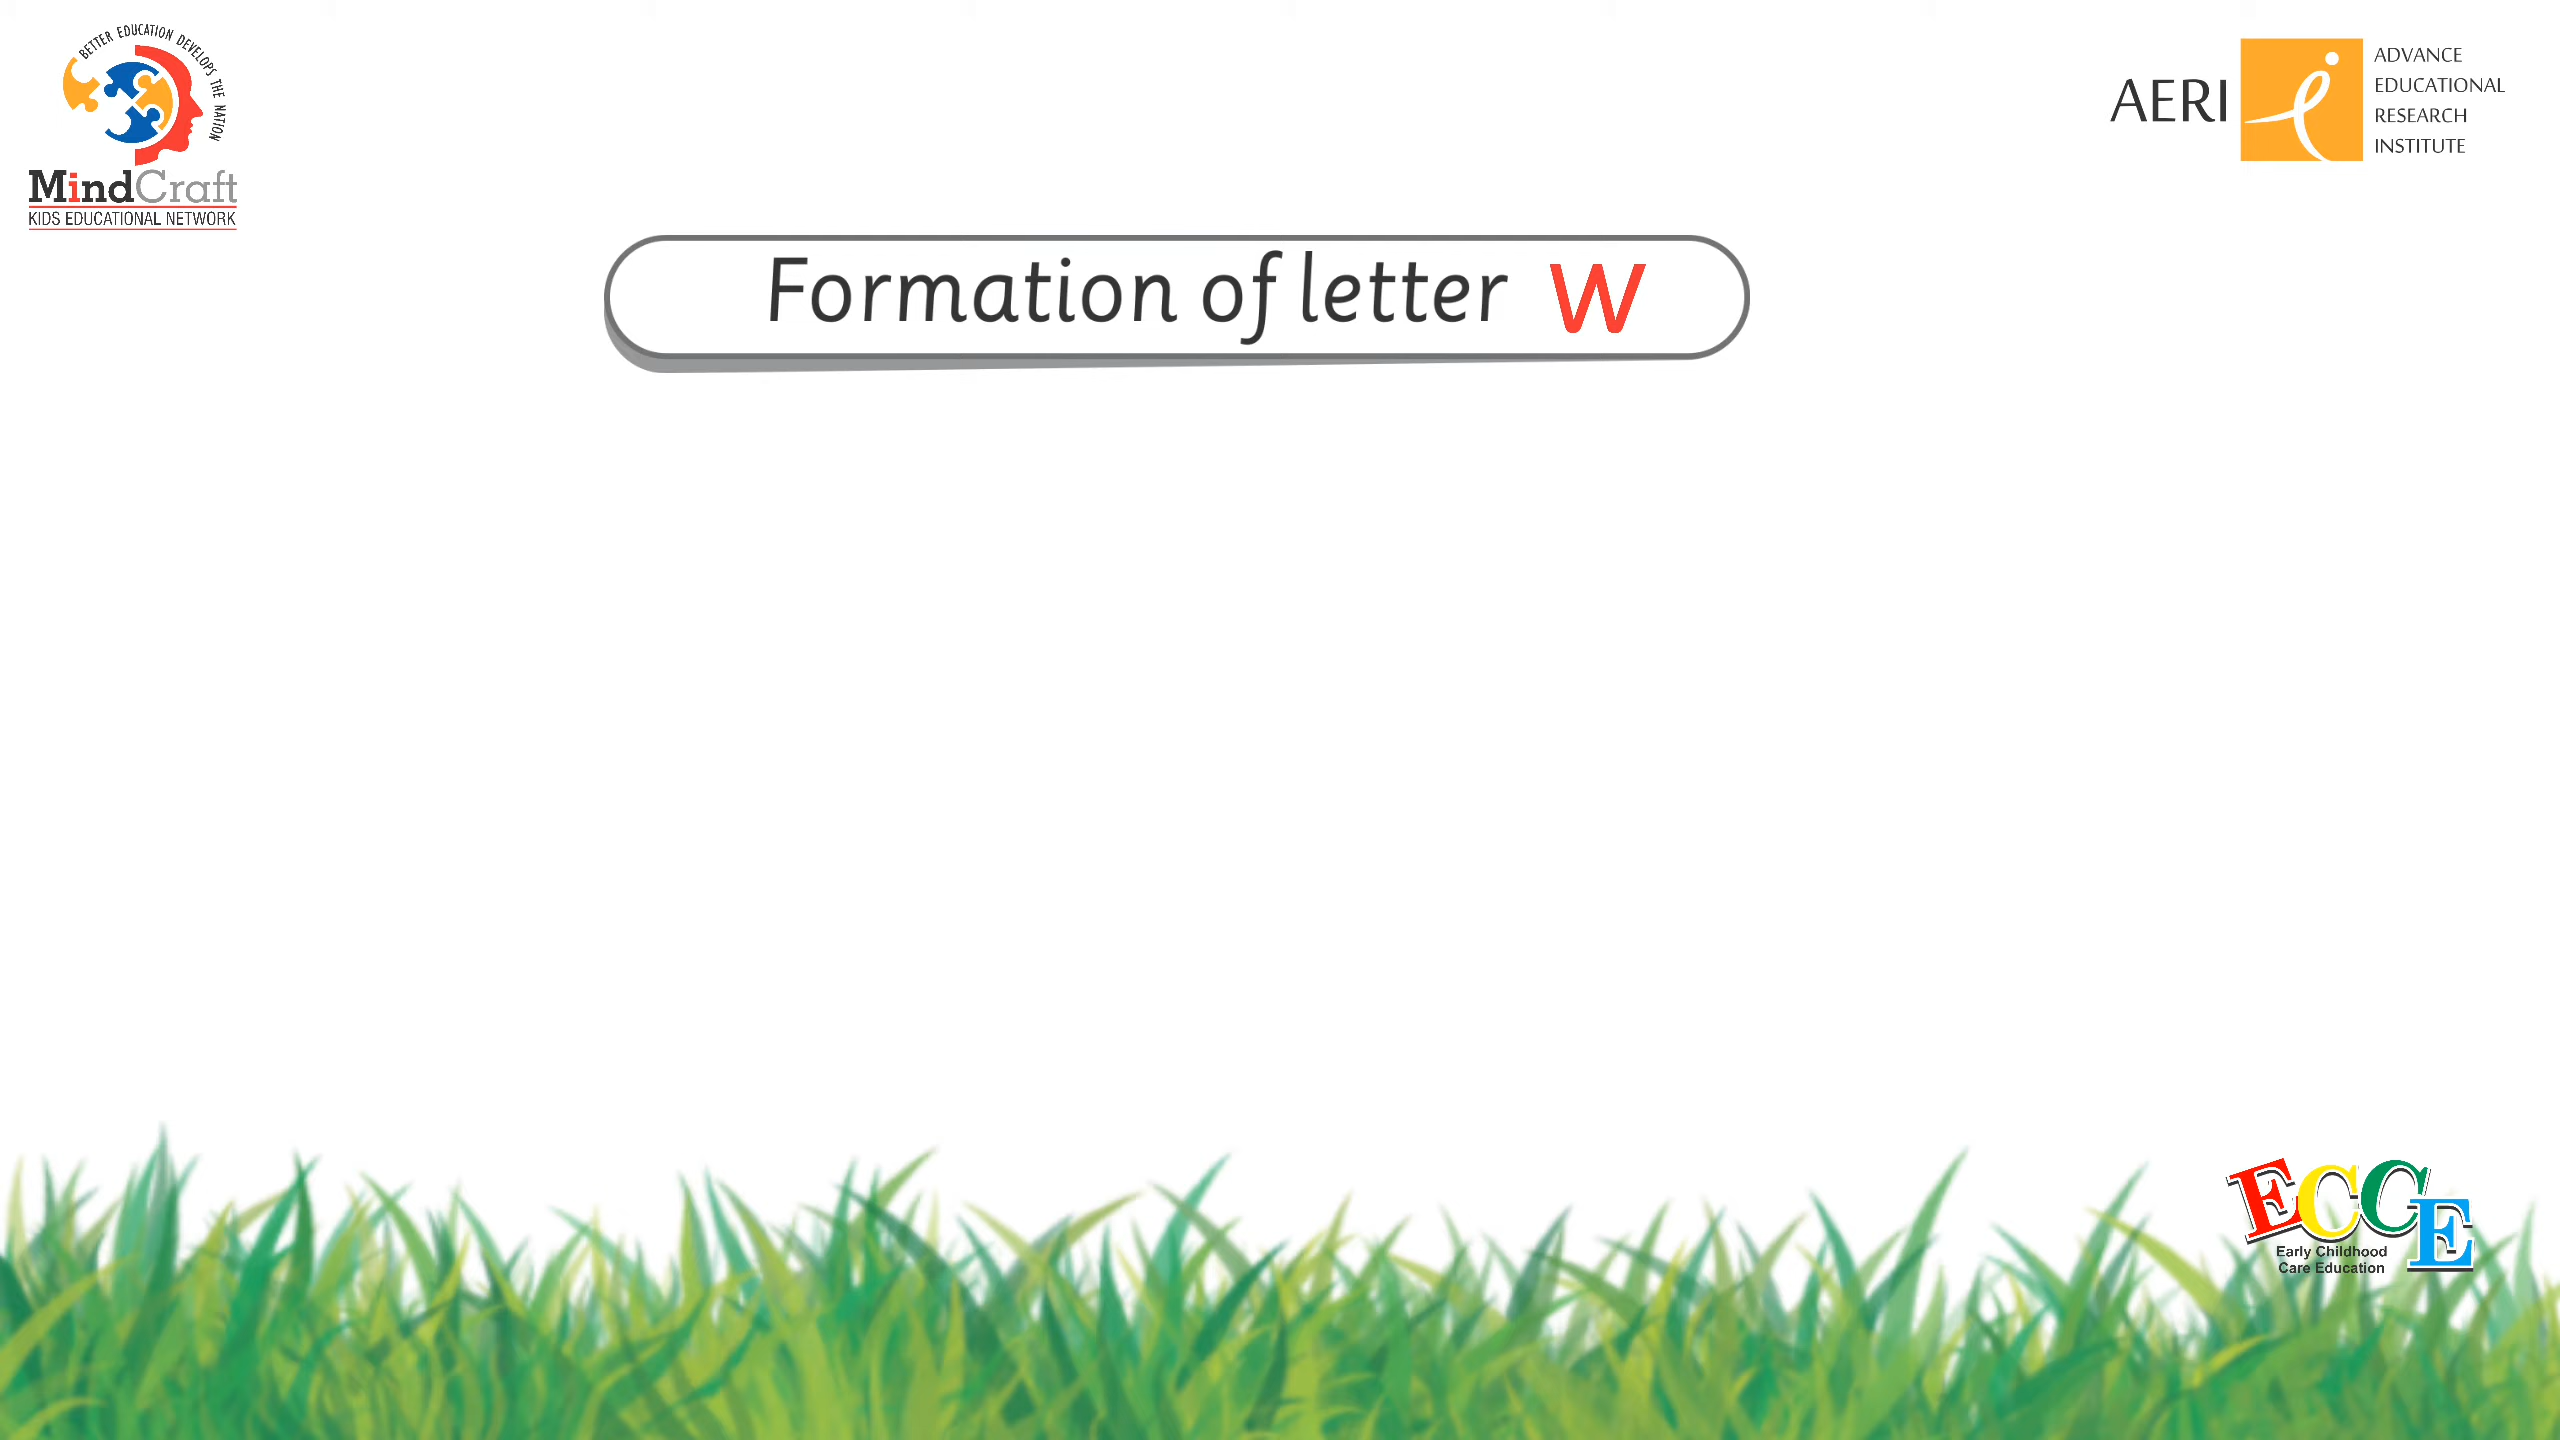 BETTER EDUCATION DEVELOPS THE NATION
MindCraft
KIDS EDUCATIONAL NETWORK
AERI
ADVANCE
EDUCATIONAL
RESEARCH
INSTITUTE
Formation of letter w
ECCE
Early Childhood
Care Education